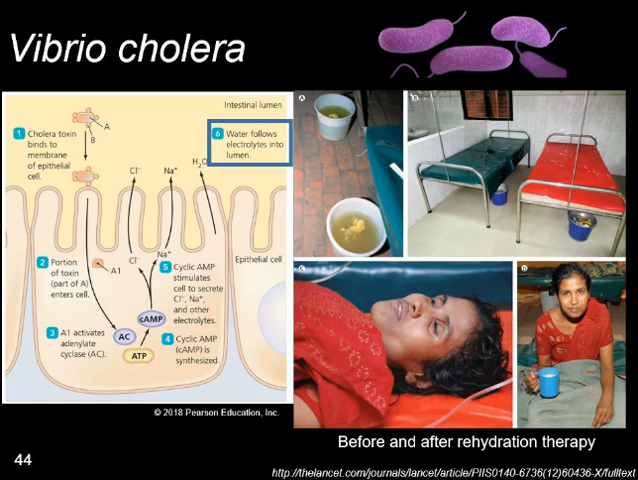 Vibrio cholera
Intestinal lumen
A
B
1 Cholera toxin
binds to
membrane
of epithelial
cell.
6 Water follows
electrolytes into
lumen.
Cl⁻
Na⁺
H₂O
2 Portion
of toxin
(part of A)
enters cell.
A1
Cl⁻
Na⁺
Epithelial cell
5 Cyclic AMP
stimulates
cell to secrete
Cl⁻, Na⁺,
and other
electrolytes.
3 A1 activates
adenylate
cyclase (AC).
AC
cAMP
ATP
4 Cyclic AMP
(cAMP) is
synthesized.
© 2018 Pearson Education, Inc.
A
B
C
D
Before and after rehydration therapy
44
http://thelancet.com/journals/lancet/article/PIIS0140-6736(12)60436-X/fulltext